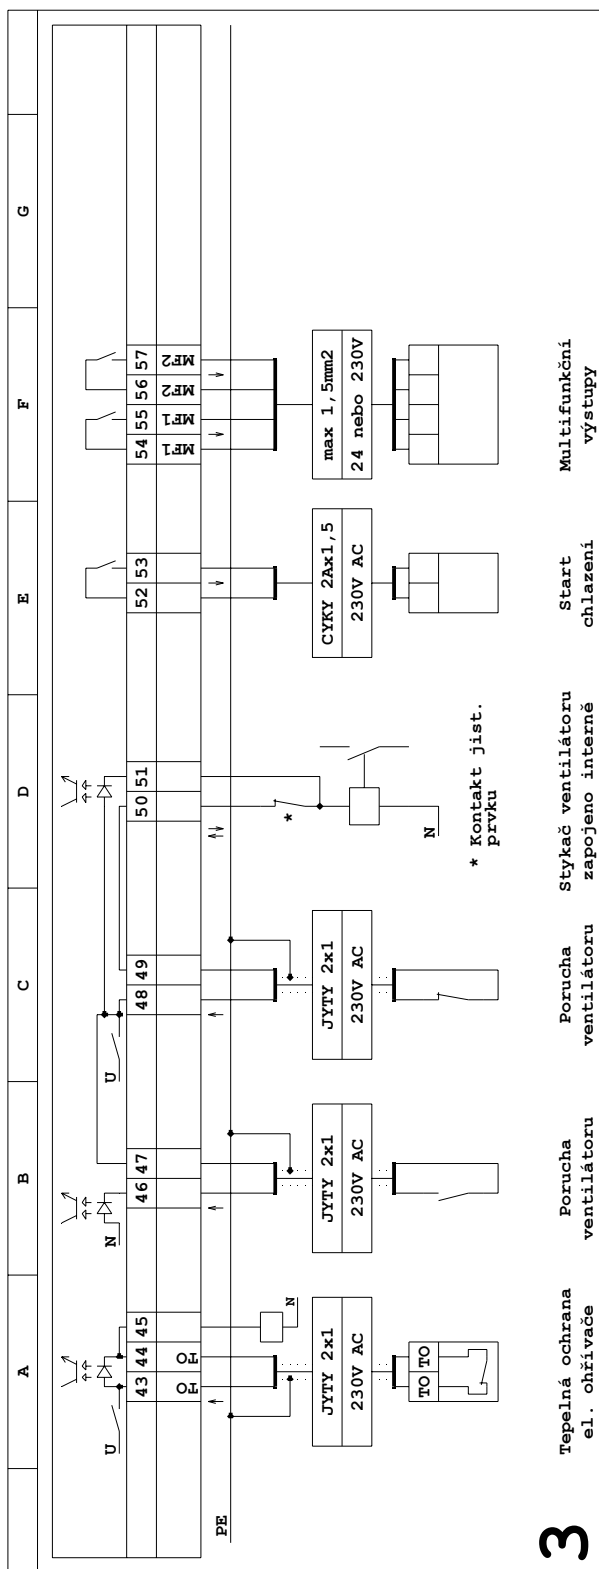 A B C D E F G
U N U
43 44 45 46 47 48 49 50 51 52 53 54 55 56 57
TO TO MF1 MF1 MF2 MF2
PE
N
*
JYTY 2x1
230V AC
JYTY 2x1
230V AC
JYTY 2x1
230V AC
CYKY 2Ax1,5
230V AC
max 1,5mm2
24 nebo 230V
TO TO
N
* Kontakt jist.
prvku
3
Tepelná ochrana
el. ohřívače
Porucha
ventilátoru
Porucha
ventilátoru
Stykač ventilátoru
zapojeno interně
Start
chlazení
Multifunkční
výstupy